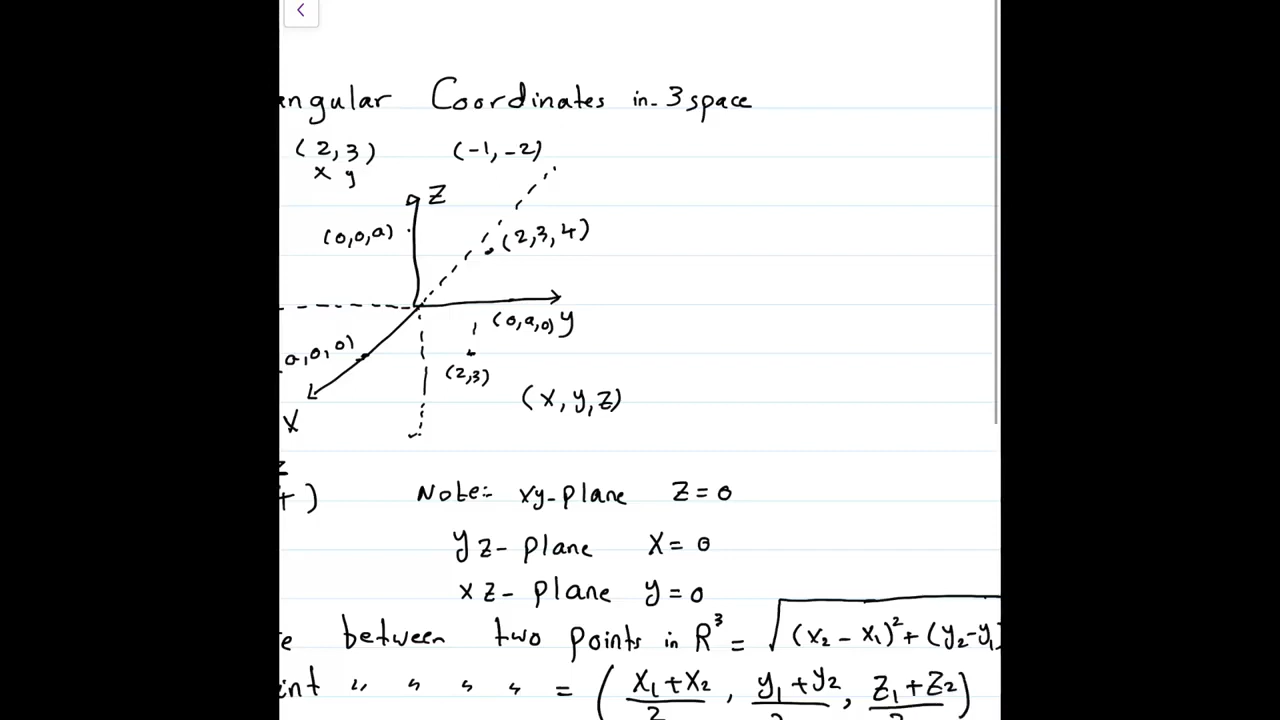 angular Coordinates in-3space
(2,3) (-1,-2)
x y
Z
(0,0,a) (2,3,4)
(0,a,0) y
a,0,0)
(2,3)
(x,y,z)
X
Z
Note:- xy-plane Z=0
yz-plane X=0
xz-plane y=0
e between two points in R³ = √(x₂-x₁)²+(y₂-y₁)
int " " " " = (x₁+x₂/2, y₁+y₂/2, z₁+z₂/2)